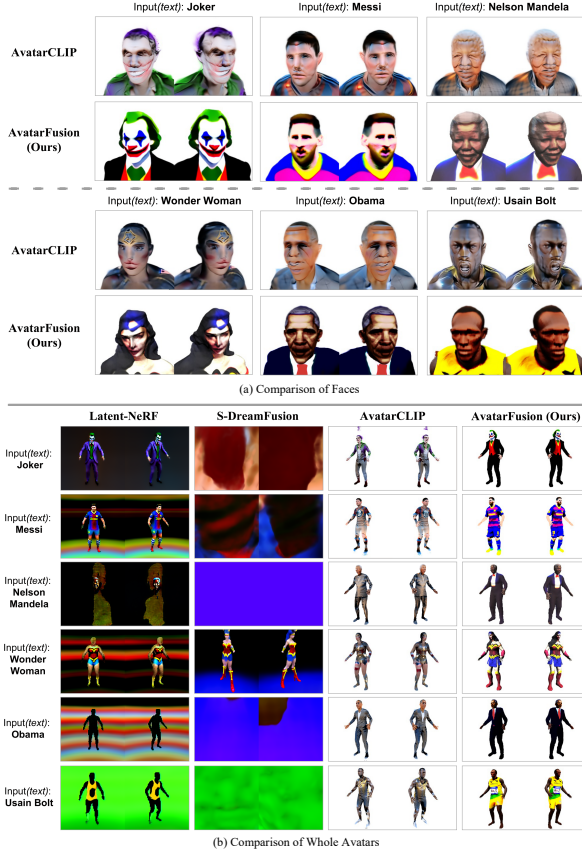 Input(text): Joker Input(text): Messi Input(text): Nelson Mandela
AvatarCLIP
AvatarFusion
(Ours)
Input(text): Wonder Woman Input(text): Obama Input(text): Usain Bolt
AvatarCLIP
AvatarFusion
(Ours)
(a) Comparison of Faces
Latent-NeRF S-DreamFusion AvatarCLIP AvatarFusion (Ours)
Input(text):
Joker
Input(text):
Messi
Input(text):
Nelson
Mandela
Input(text):
Wonder
Woman
Input(text):
Obama
Input(text):
Usain Bolt
(b) Comparison of Whole Avatars